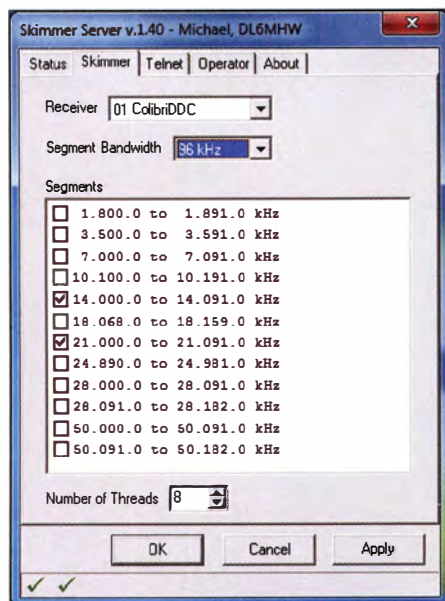 Skimmer Server v.1.40 - Michael, DL6MHW
Status Skimmer Telnet Operator About
Receiver 01 ColibriDDC
Segment Bandwidth 96 kHz
Segments
1.800.0 to 1.891.0 kHz
3.500.0 to 3.591.0 kHz
7.000.0 to 7.091.0 kHz
10.100.0 to 10.191.0 kHz
14.000.0 to 14.091.0 kHz
18.068.0 to 18.159.0 kHz
21.000.0 to 21.091.0 kHz
24.890.0 to 24.981.0 kHz
28.000.0 to 28.091.0 kHz
28.091.0 to 28.182.0 kHz
50.000.0 to 50.091.0 kHz
50.091.0 to 50.182.0 kHz
Number of Threads 8
OK Cancel Apply